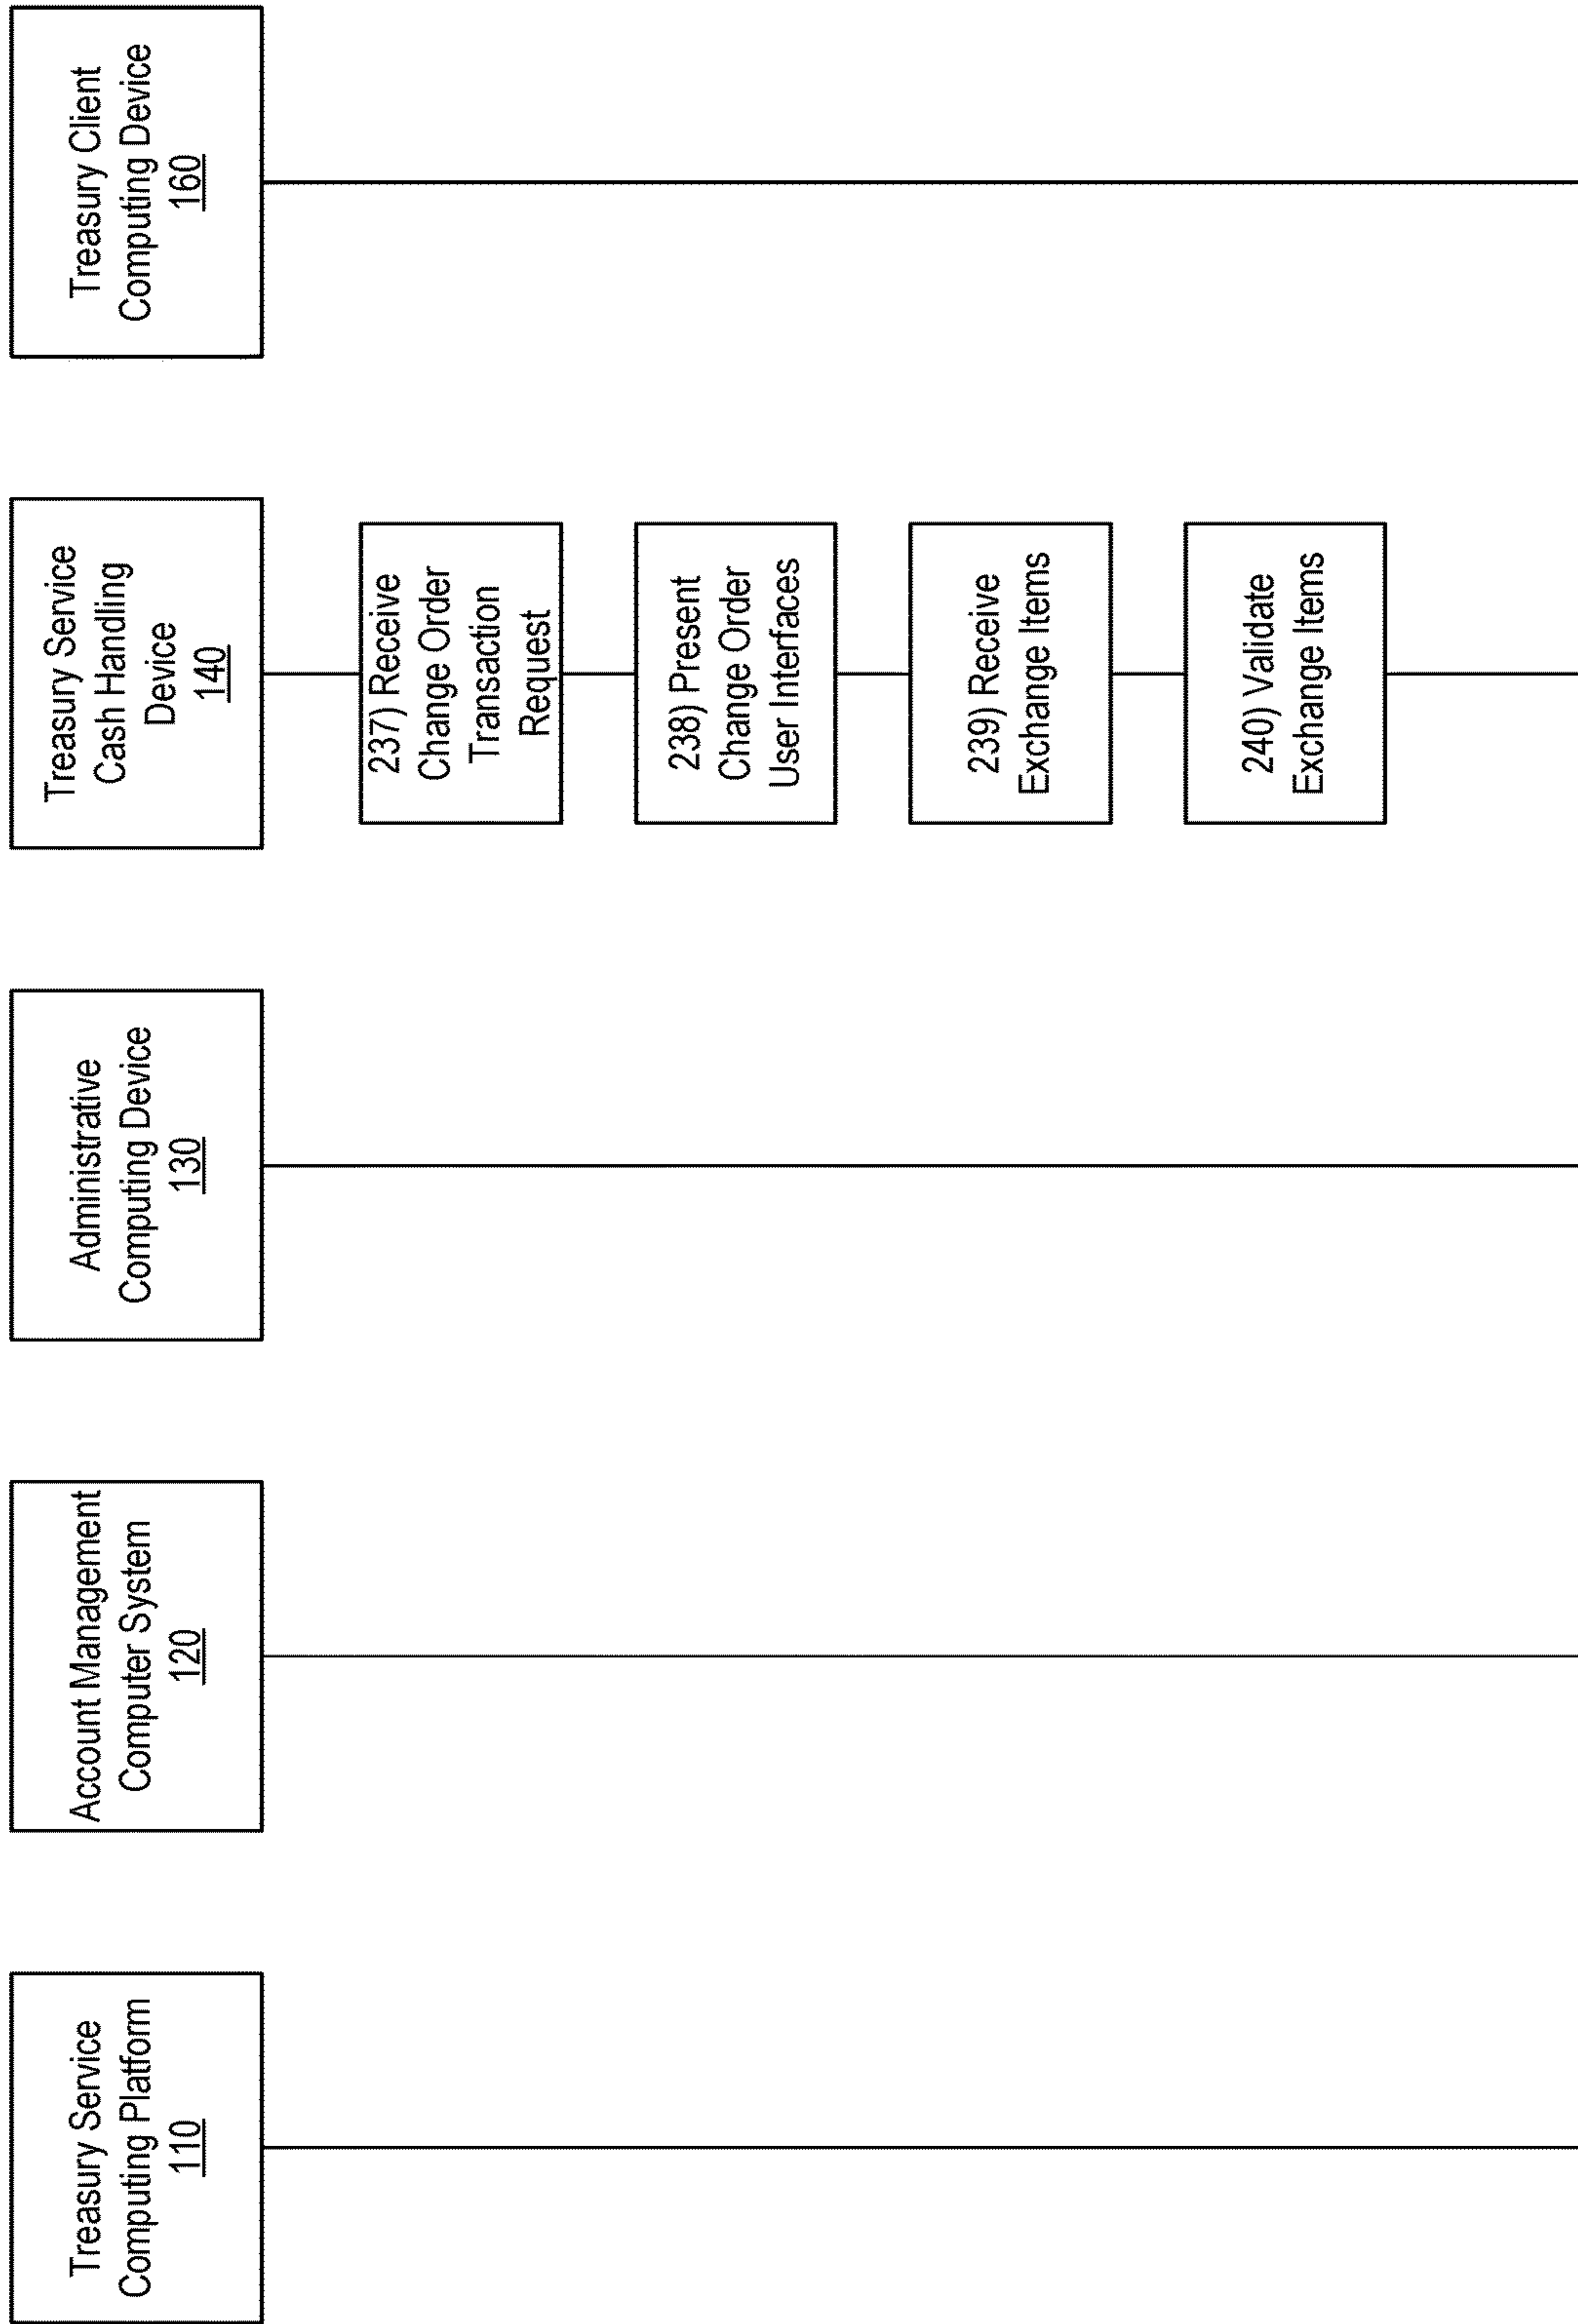 Treasury Service
Computing Platform
110
Account Management
Computer System
120
Administrative
Computing Device
130
Treasury Service
Cash Handling
Device
140
Treasury Client
Computing Device
160
237) Receive
Change Order
Transaction
Request
238) Present
Change Order
User Interfaces
239) Receive
Exchange Items
240) Validate
Exchange Items